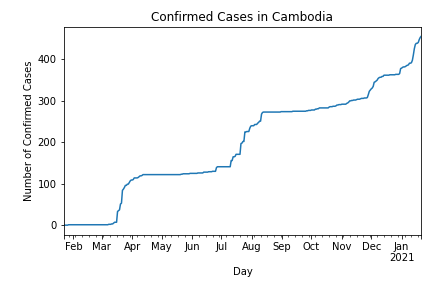 Confirmed Cases in Cambodia
Number of Confirmed Cases
400
300
200
100
0
Feb Mar Apr May Jun Jul Aug Sep Oct Nov Dec Jan
2021
Day